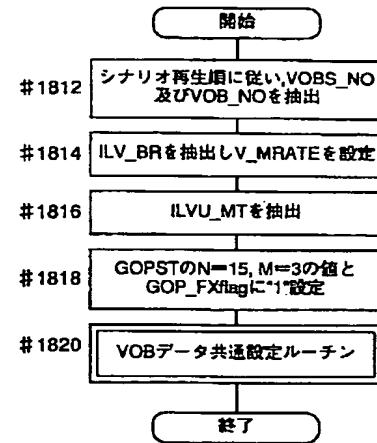 開始
#1812
シナリオ再生順に従い,VOBS_NO
及びVOB_NOを抽出
#1814
ILV_BRを抽出しV_MRATEを設定
#1816
ILVU_MTを抽出
#1818
GOPSTのN=15, M=3の値と
GOP_FXflagに"1"設定
#1820
VOBデータ共通設定ルーチン
終了